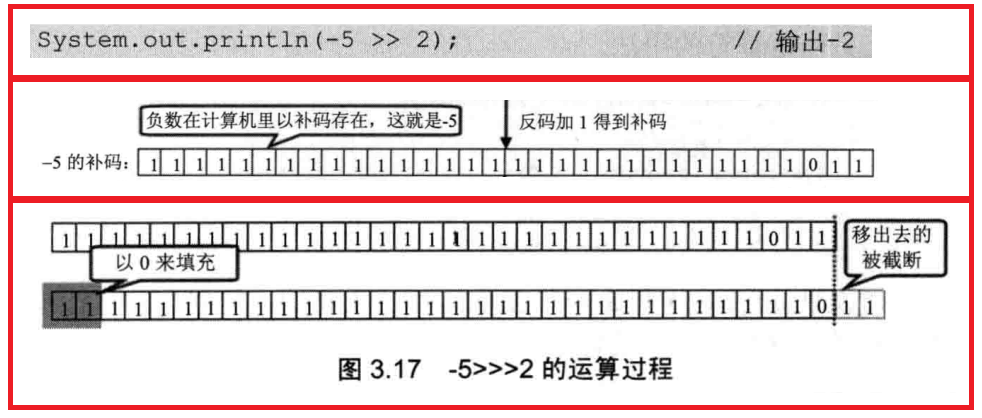 System.out.println(-5 >> 2); // 输出-2
负数在计算机里以补码存在，这就是-5
反码加 1 得到补码
−5 的补码： 1 1 1 1 1 1 1 1 1 1 1 1 1 1 1 1 1 1 1 1 1 1 1 1 1 1 1 1 1 0 1 1
1 1 1 1 1 1 1 1 1 1 1 1 1 1 1 1 1 1 1 1 1 1 1 1 1 1 1 1 1 0 1 1
移出去的
被截断
以 0 来填充
1 1 1 1 1 1 1 1 1 1 1 1 1 1 1 1 1 1 1 1 1 1 1 1 1 1 1 1 1 1 1 0 1 1
图 3.17 -5>>>2 的运算过程